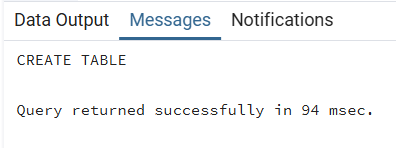 Data Output Messages Notifications
CREATE TABLE
Query returned successfully in 94 msec.